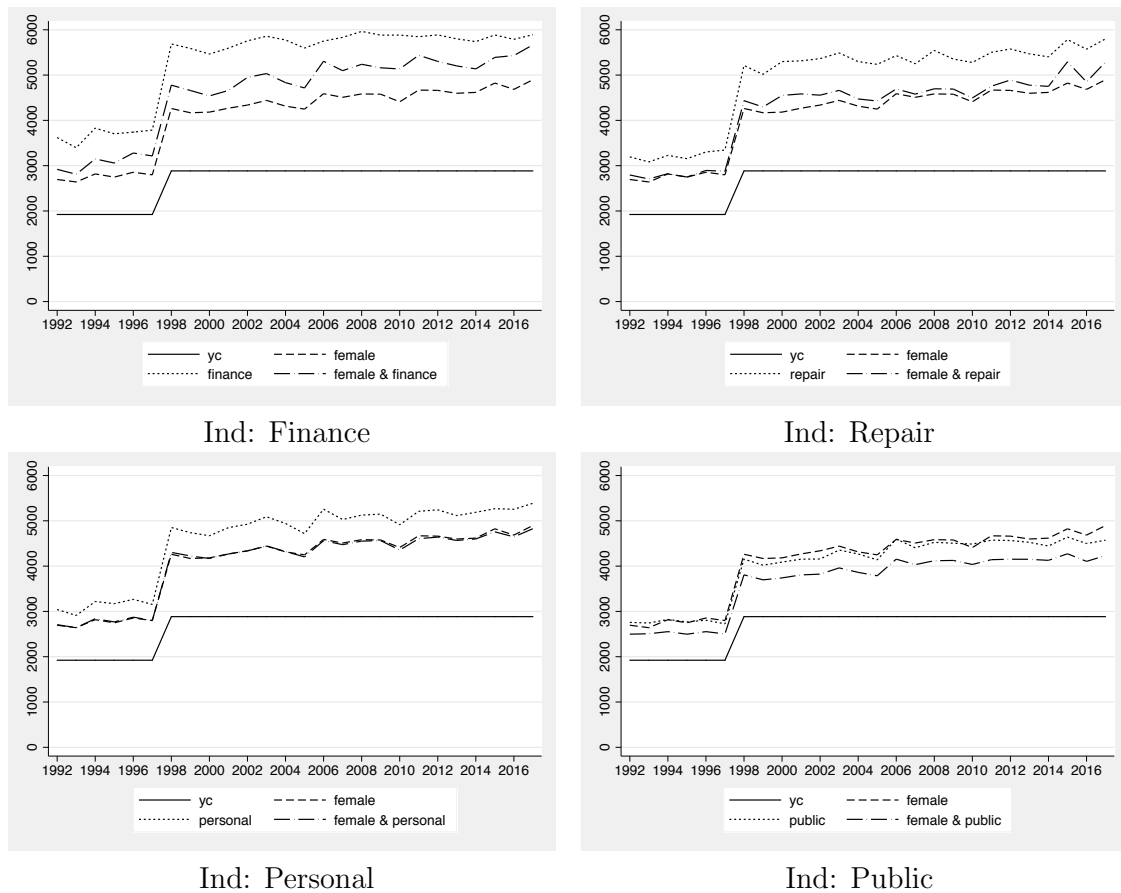 6000
5000
4000
3000
2000
1000
0
1992 1994 1996 1998 2000 2002 2004 2006 2008 2010 2012 2014 2016
yc female
finance female & finance
Ind: Finance
6000
5000
4000
3000
2000
1000
0
1992 1994 1996 1998 2000 2002 2004 2006 2008 2010 2012 2014 2016
yc female
repair female & repair
Ind: Repair
6000
5000
4000
3000
2000
1000
0
1992 1994 1996 1998 2000 2002 2004 2006 2008 2010 2012 2014 2016
yc female
personal female & personal
Ind: Personal
6000
5000
4000
3000
2000
1000
0
1992 1994 1996 1998 2000 2002 2004 2006 2008 2010 2012 2014 2016
yc female
public female & public
Ind: Public